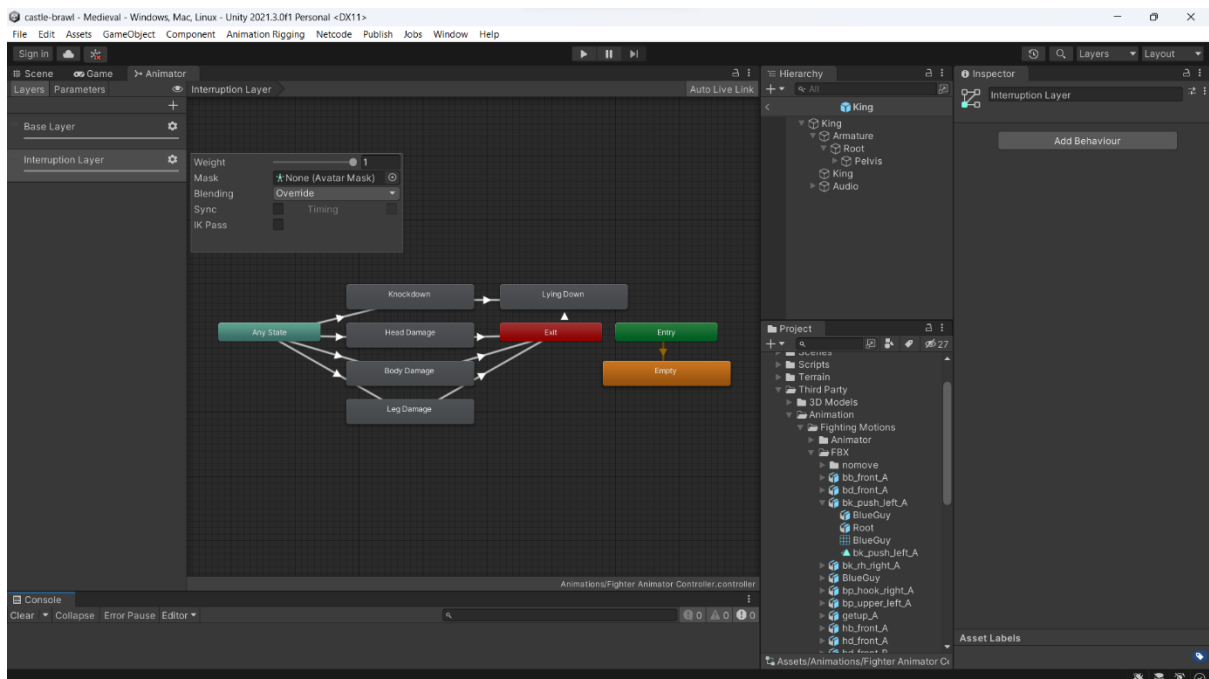 castle-brawl - Medieval - Windows, Mac, Linux - Unity 2021.3.0f1 Personal <DX11>
File Edit Assets GameObject Component Animation Rigging Netcode Publish Jobs Window Help
Sign in
Layers Layout
Scene Game Animator
Layers Parameters
Interruption Layer
Auto Live Link
Base Layer
Interruption Layer
Weight 1
Mask None (Avatar Mask)
Blending Override
Sync Timing
IK Pass
Knockdown Lying Down
Any State Head Damage Exit Entry
Body Damage Empty
Leg Damage
Animations/Fighter Animator Controller.controller
Console
Clear Collapse Error Pause Editor
0 0 0
Hierarchy
All
King
King
Armature
Root
Pelvis
King
Audio
Project
27
Scenes
Scripts
Terrain
Third Party
3D Models
Animation
Fighting Motions
Animator
FBX
nomove
bb_front_A
bd_front_A
bk_push_left_A
BlueGuy
Root
BlueGuy
bk_push_left_A
bk_rh_right_A
BlueGuy
bp_hook_right_A
bp_upper_left_A
getup_A
hb_front_A
hd_front_A
hd_front_B
Assets/Animations/Fighter Animator Co
Inspector
Interruption Layer
Add Behaviour
Asset Labels